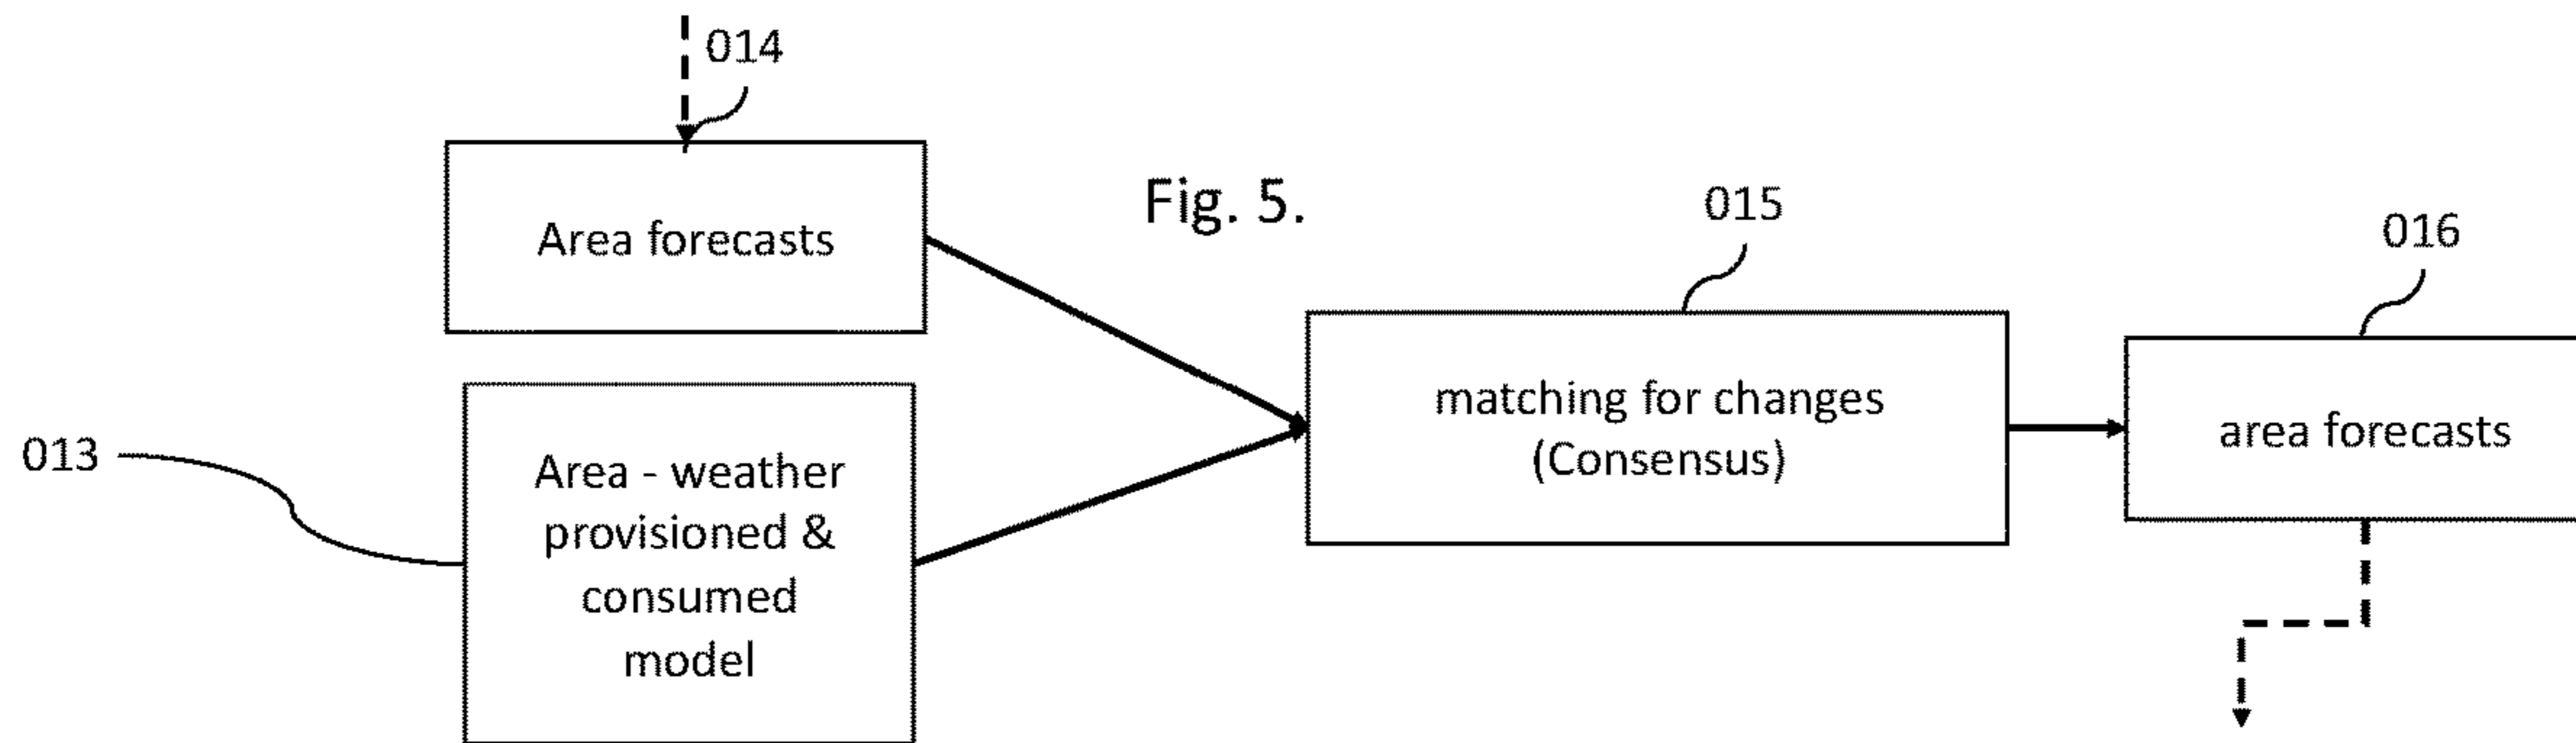 014
Area forecasts
Fig. 5.
015
016
matching for changes
(Consensus)
area forecasts
013
Area - weather
provisioned &
consumed
model